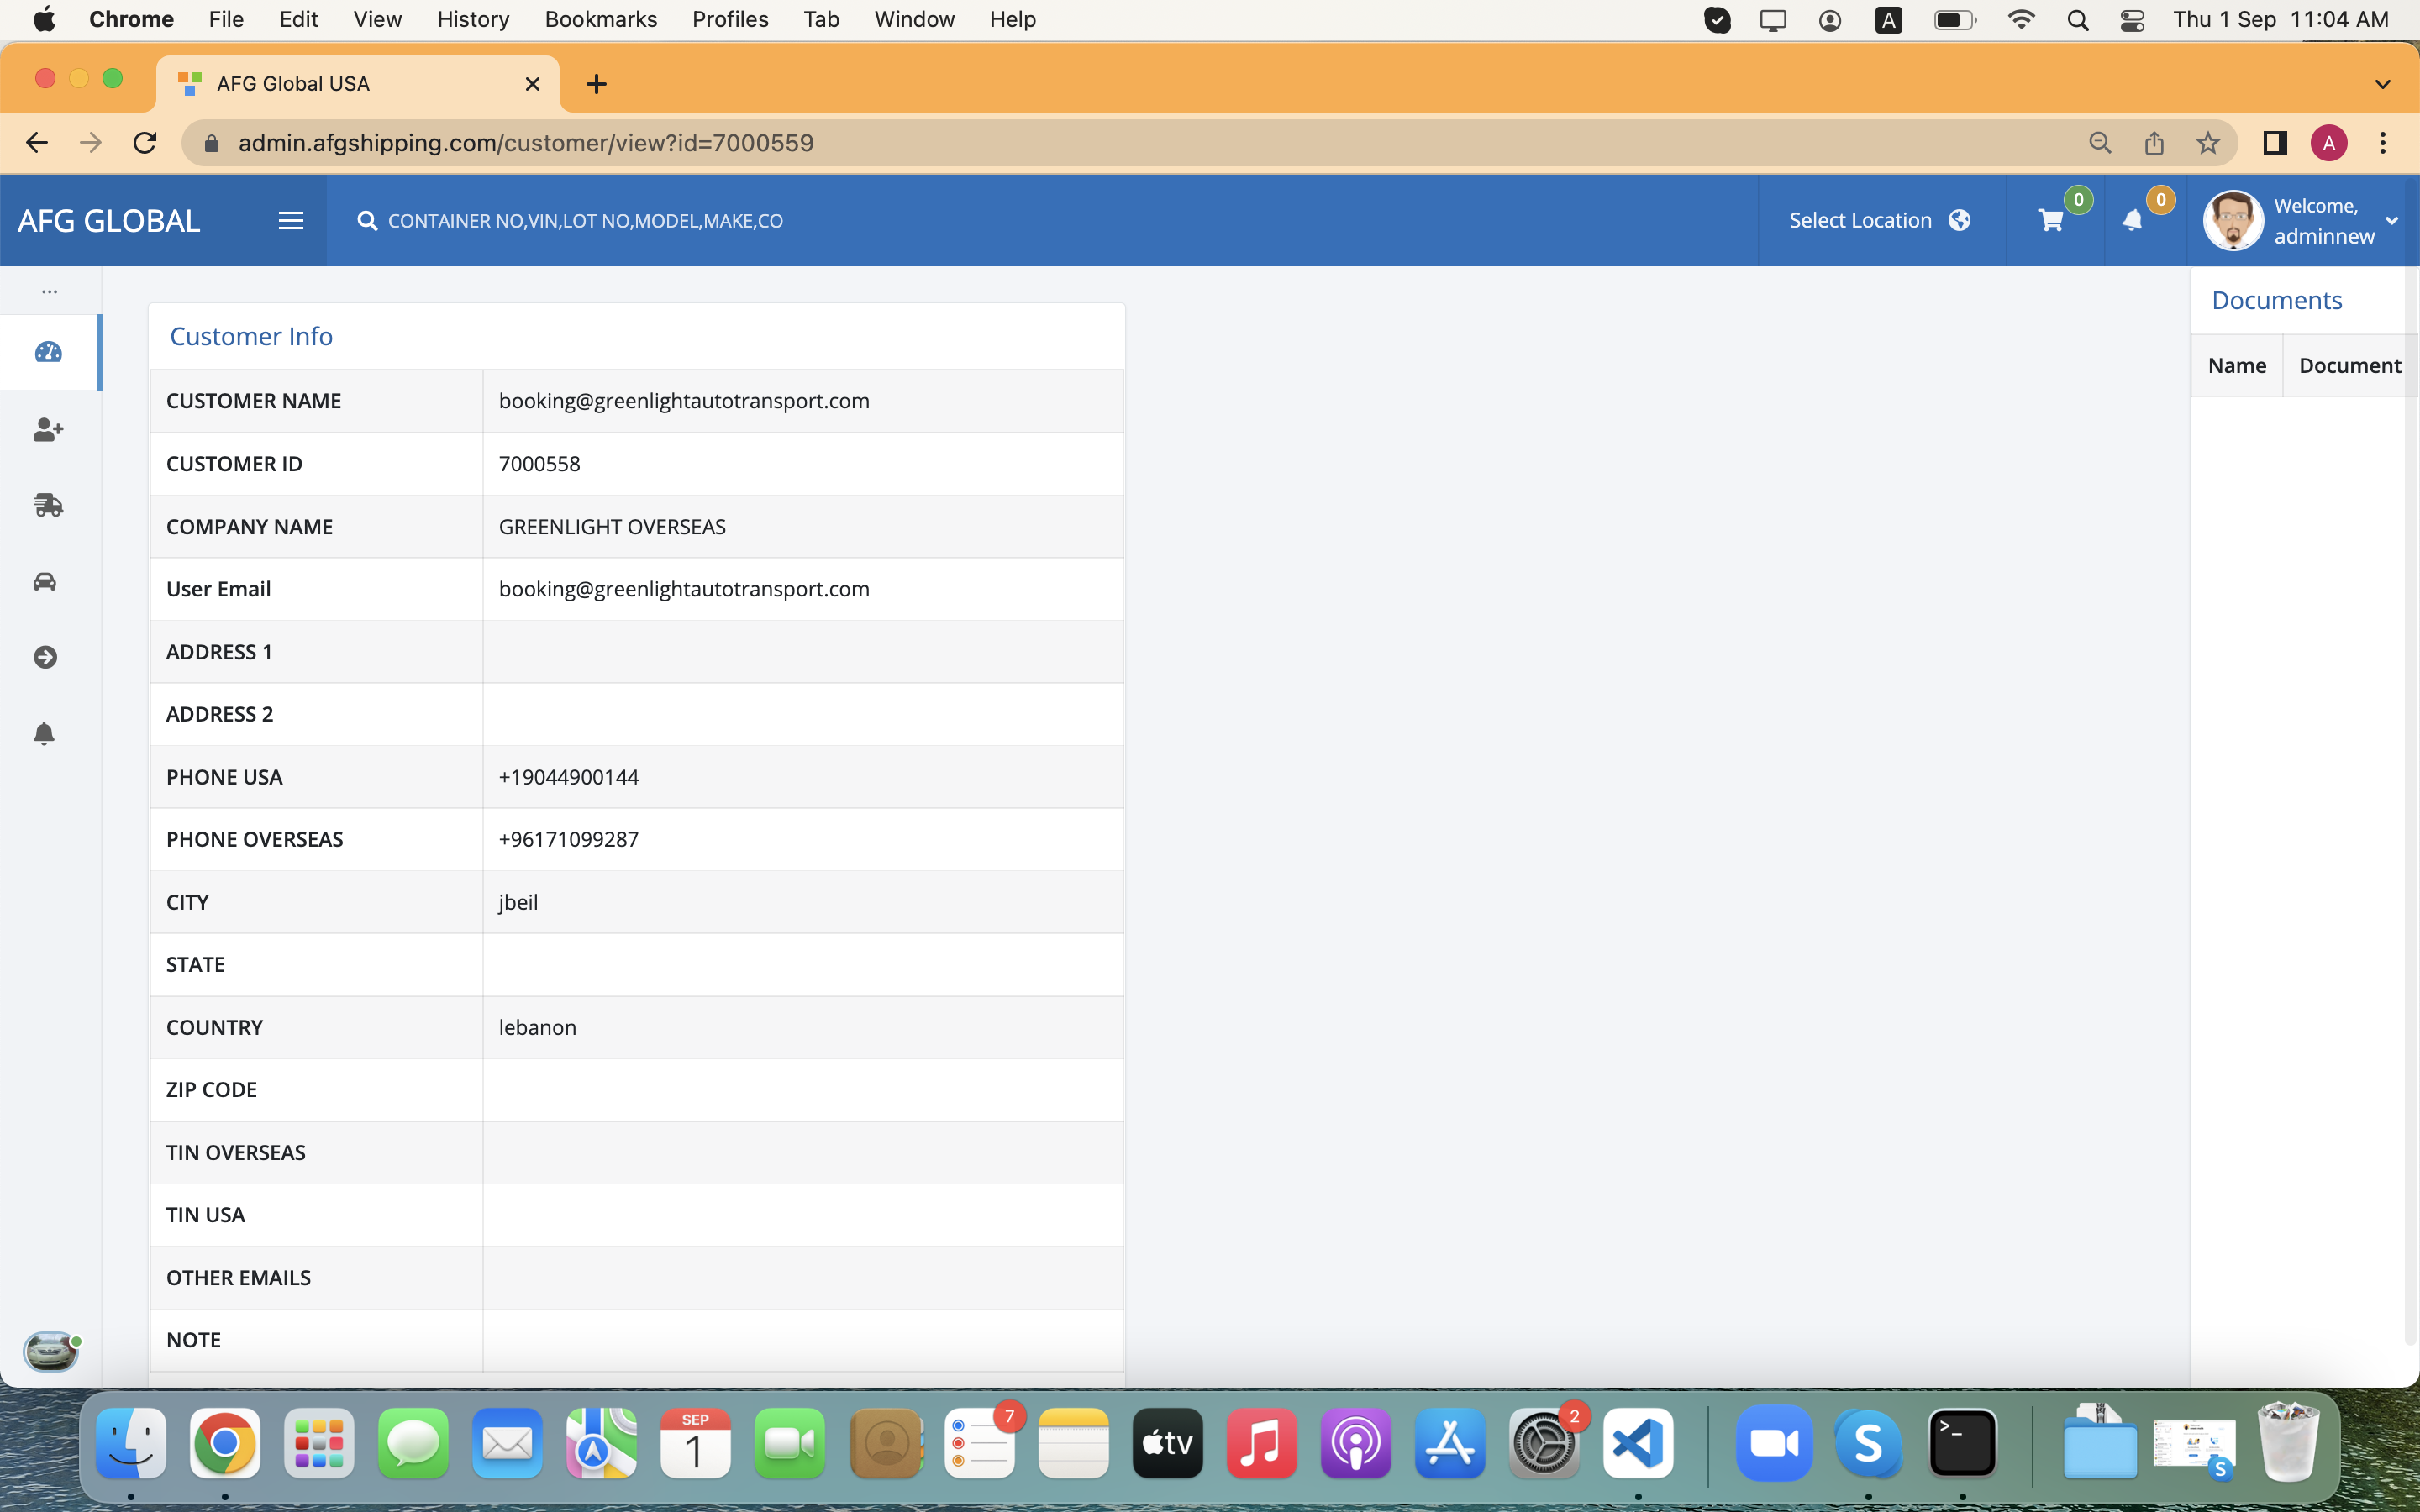 Chrome File Edit View History Bookmarks Profiles Tab Window Help A Thu 1 Sep 11:04 AM
AFG Global USA
admin.afgshipping.com/customer/view?id=7000559 A
AFG GLOBAL CONTAINER NO,VIN,LOT NO,MODEL,MAKE,CO Select Location 0 0 Welcome,
adminnew
...
Documents
Name Document
Customer Info
CUSTOMER NAME booking@greenlightautotransport.com
CUSTOMER ID 7000558
COMPANY NAME GREENLIGHT OVERSEAS
User Email booking@greenlightautotransport.com
ADDRESS 1
ADDRESS 2
PHONE USA +19044900144
PHONE OVERSEAS +96171099287
CITY jbeil
STATE
COUNTRY lebanon
ZIP CODE
TIN OVERSEAS
TIN USA
OTHER EMAILS
NOTE
SEP
1
7
tv
2
S
>_
S